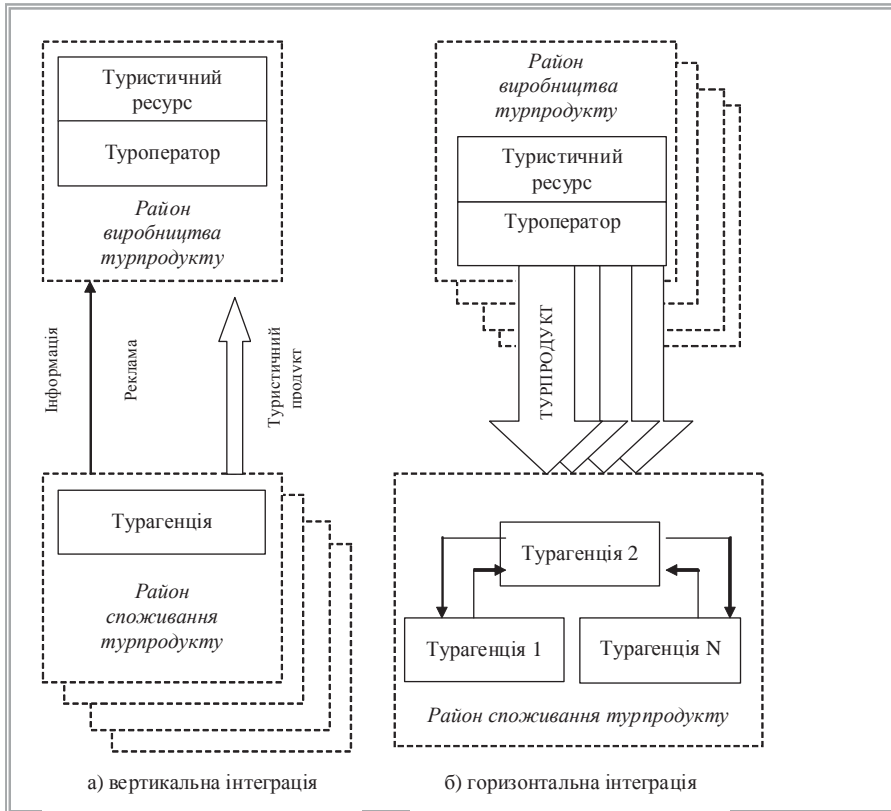 Туристичний
ресурс
Туроператор
Район
виробництва
турпродукту
Інформація
Реклама
Туристичний
продукт
Турагенція
Район
споживання
турпродукту
а) вертикальна інтеграція
Район
виробництва
турпродукту
Туристичний
ресурс
Туроператор
ТУРПРОДУКТ
Турагенція 2
Турагенція 1
Турагенція N
Район споживання турпродукту
б) горизонтальна інтеграція